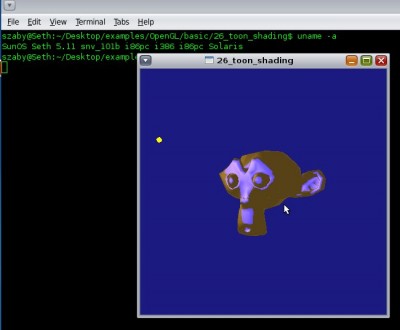 File Edit View Terminal Tabs Help
szaby@Seth:~/Desktop/examples/OpenGL/basic/26_toon_shading$ uname -a
SunOS Seth 5.11 snv_101b i86pc i386 i86pc Solaris
szaby@Seth:~/Desktop/example
26_toon_shading